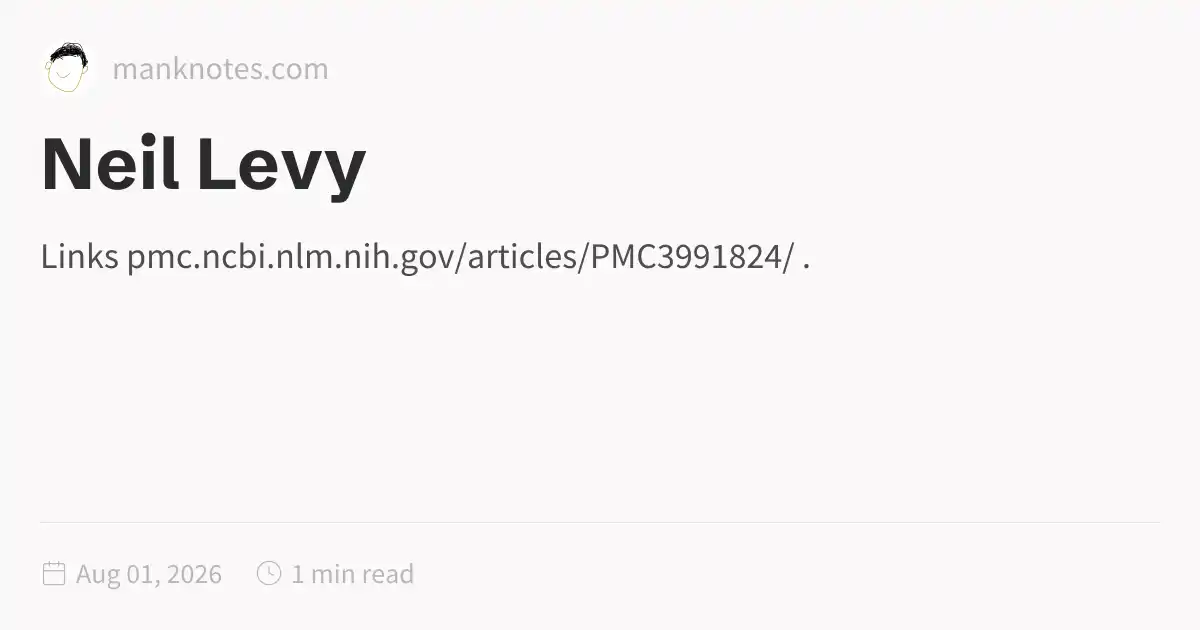 manknotes.com
Neil Levy
Links pmc.ncbi.nlm.nih.gov/articles/PMC3991824/ .
Aug 01, 2026 1 min read